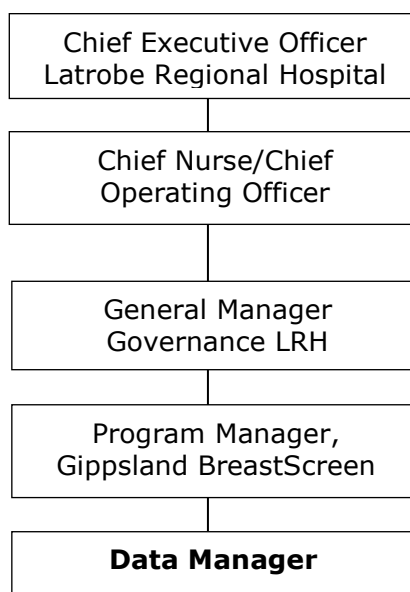 Chief Executive Officer
Latrobe Regional Hospital
Chief Nurse/Chief
Operating Officer
General Manager
Governance LRH
Program Manager,
Gippsland BreastScreen
Data Manager